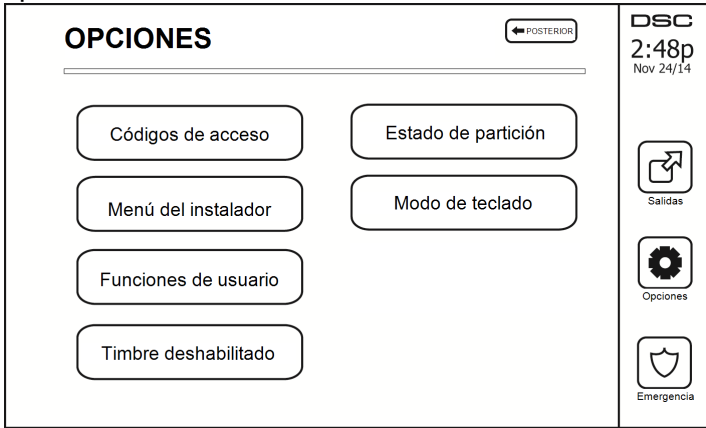 OPCIONES
POSTERIOR
Códigos de acceso
Estado de partición
Menú del instalador
Modo de teclado
Funciones de usuario
Timbre deshabilitado
DSC
2:48p
Nov 24/14
Salidas
Opciones
Emergencia